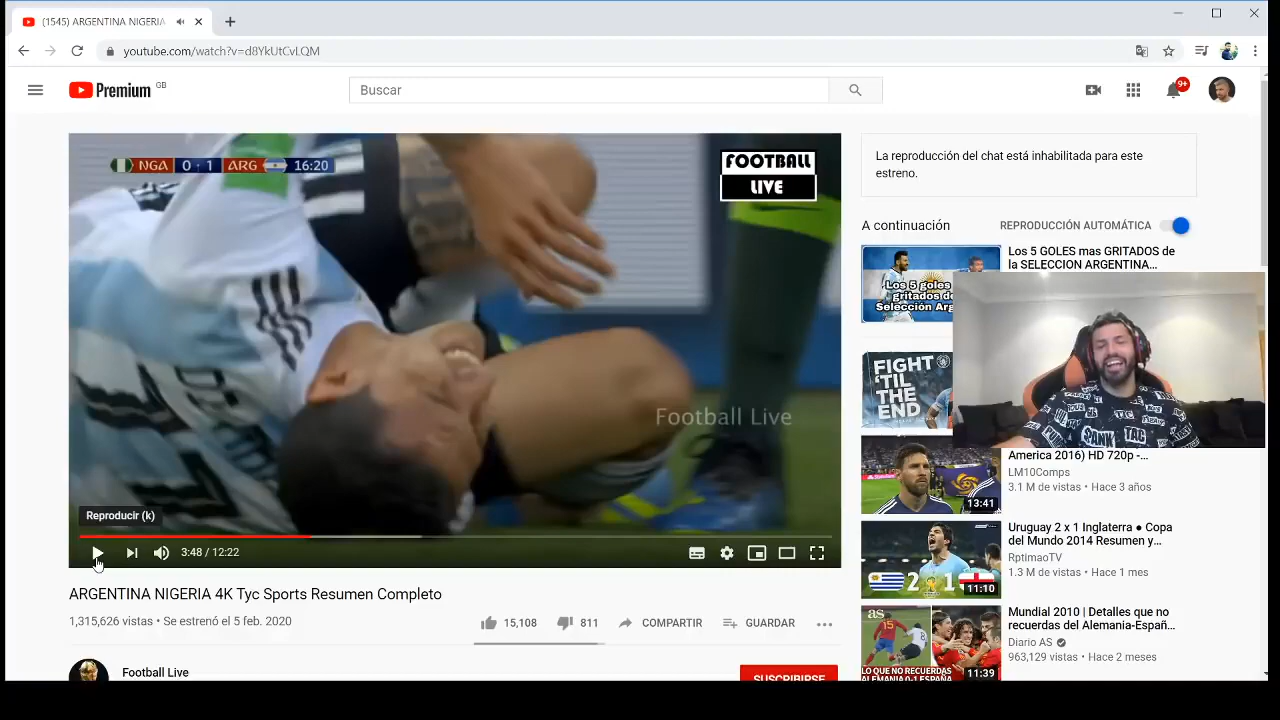 (1545) ARGENTINA NIGERIA
youtube.com/watch?v=d8YkUtCvLQM
Premium GB
Buscar
9+
NGA 0 : 1 ARG 16:20
FOOTBALL
LIVE
Football Live
Reproducir (k)
3:48 / 12:22
ARGENTINA NIGERIA 4K Tyc Sports Resumen Completo
1,315,626 vistas • Se estrenó el 5 feb. 2020
15,108
811
COMPARTIR
GUARDAR
Football Live
SUSCRIBIRSE
La reproducción del chat está inhabilitada para este
estreno.
A continuación
REPRODUCCIÓN AUTOMÁTICA
Los 5 goles
gritados de
Selección Arg
Los 5 GOLES mas GRITADOS de
la SELECCION ARGENTINA...
FIGHT
'TIL
THE
END
America 2016) HD 720p -...
LM10Comps
3.1 M de vistas • Hace 3 años
13:41
2 1
11:10
Uruguay 2 x 1 Inglaterra ● Copa
del Mundo 2014 Resumen y...
RptimaoTV
1.3 M de vistas • Hace 1 mes
as
15
LO QUE NO RECUERDAS
ALEMANIA 0-1 ESPAÑA
11:39
Mundial 2010 | Detalles que no
recuerdas del Alemania-Españ...
Diario AS
963,129 vistas • Hace 2 meses